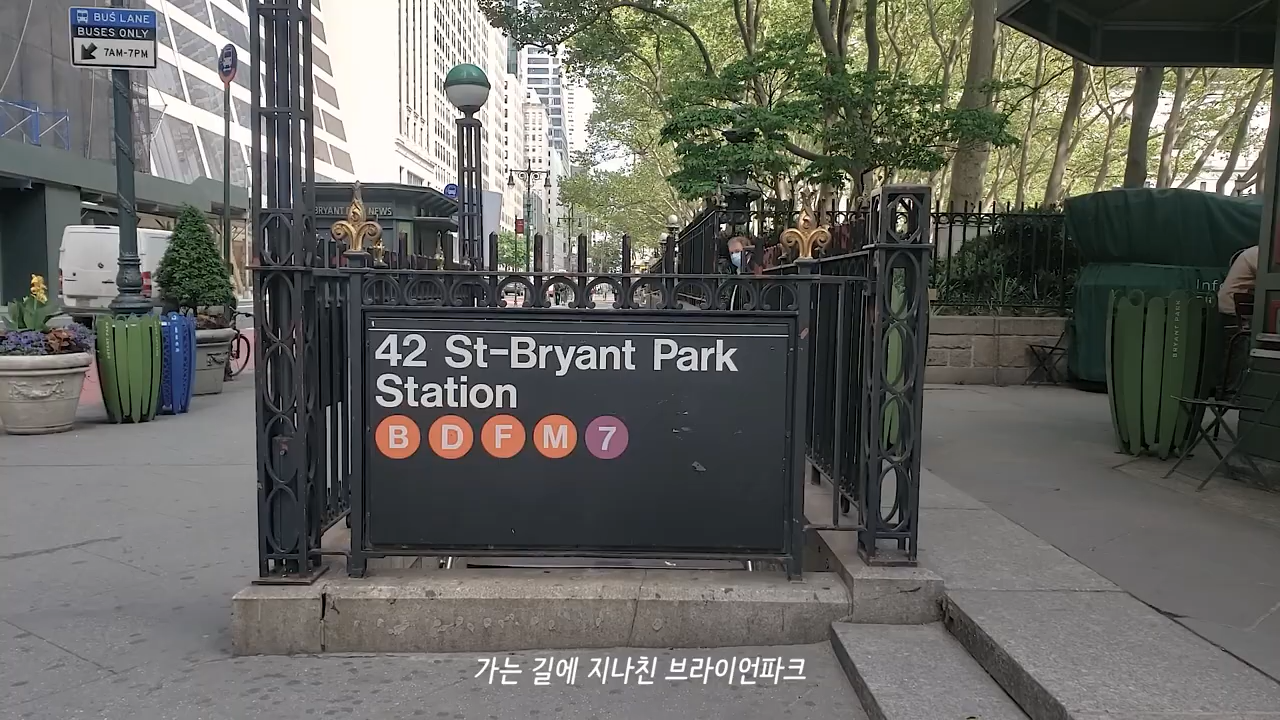 BUS LANE
BUSES ONLY
7AM-7PM
42 St-Bryant Park
Station
B D F M 7
BRYANT PARK
Info
가는 길에 지나친 브라이언파크